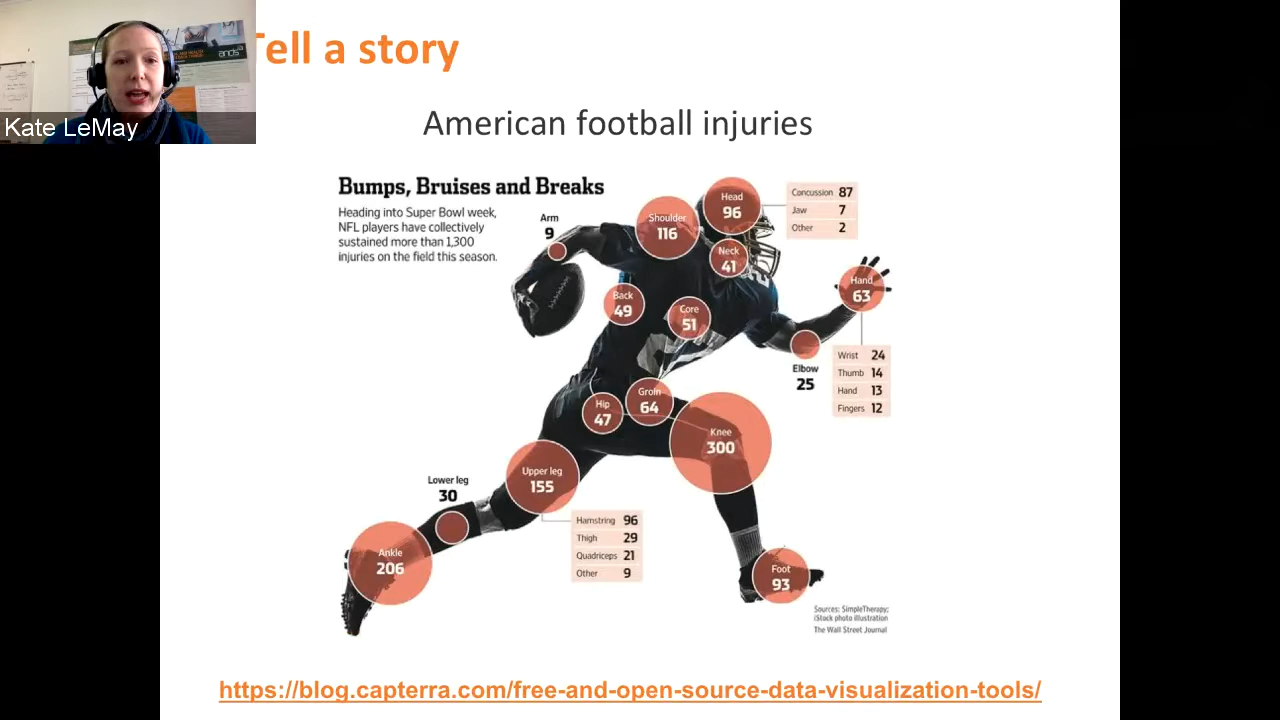 Tell a story
ands
Kate LeMay
American football injuries
Bumps, Bruises and Breaks
Heading into Super Bowl week,
NFL players have collectively
sustained more than 1,300
injuries on the field this season.
Arm
9
Shoulder
116
Head
96
Concussion 87
Jaw 7
Other 2
Neck
41
Hand
63
Back
49
Core
51
Elbow
25
Wrist 24
Thumb 14
Hand 13
Fingers 12
Hip
47
Groin
64
Knee
300
Lower leg
30
Upper leg
155
Hamstring 96
Thigh 29
Quadriceps 21
Other 9
Ankle
206
Foot
93
Sources: SimpleTherapy;
iStock photo illustration
The Wall Street Journal
https://blog.capterra.com/free-and-open-source-data-visualization-tools/